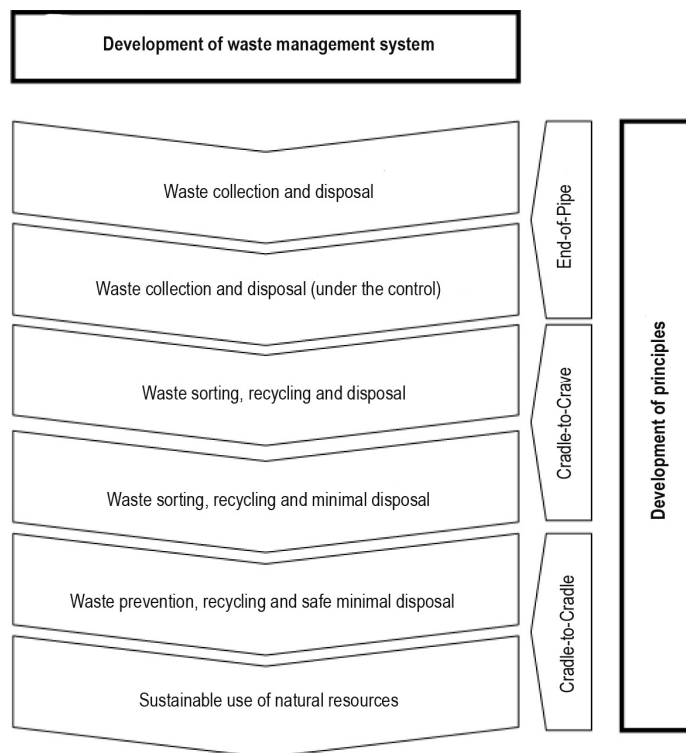 Development of waste management system
Waste collection and disposal
Waste collection and disposal (under the control)
Waste sorting, recycling and disposal
Waste sorting, recycling and minimal disposal
Waste prevention, recycling and safe minimal disposal
Sustainable use of natural resources
End-of-Pipe
Cradle-to-Crave
Cradle-to-Cradle
Development of principles